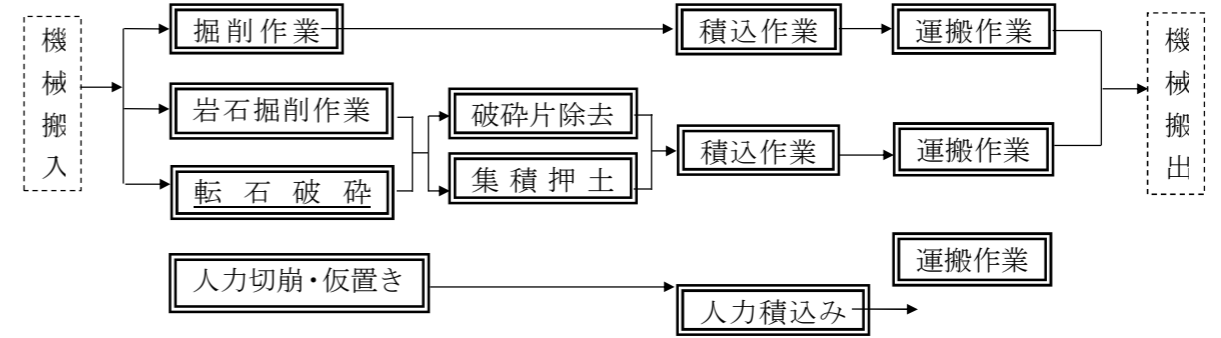 機械搬入
掘削作業
積込作業
運搬作業
機械搬出
岩石掘削作業
破砕片除去
積込作業
運搬作業
転石破砕
集積押土
人力切崩・仮置き
人力積込み
運搬作業